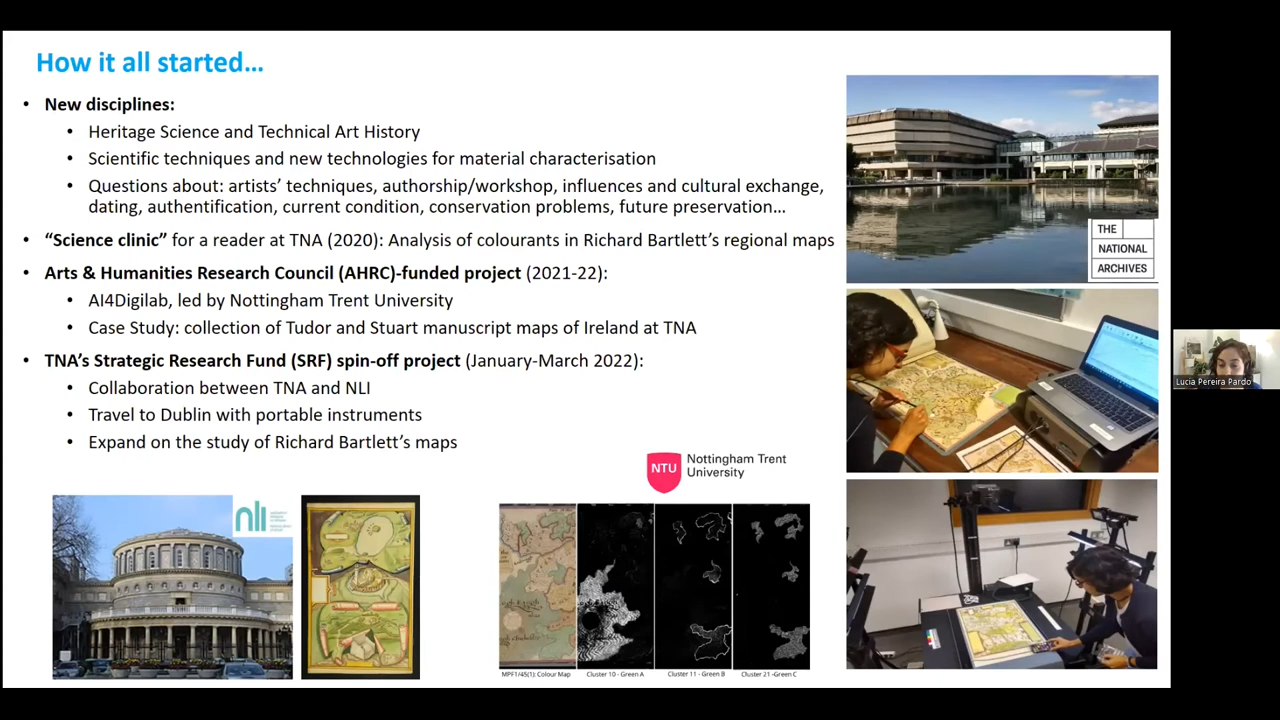 How it all started…
• New disciplines:
• Heritage Science and Technical Art History
• Scientific techniques and new technologies for material characterisation
• Questions about: artists’ techniques, authorship/workshop, influences and cultural exchange,
dating, authentification, current condition, conservation problems, future preservation…
• “Science clinic” for a reader at TNA (2020): Analysis of colourants in Richard Bartlett’s regional maps
• Arts & Humanities Research Council (AHRC)-funded project (2021-22):
• AI4Digilab, led by Nottingham Trent University
• Case Study: collection of Tudor and Stuart manuscript maps of Ireland at TNA
• TNA’s Strategic Research Fund (SRF) spin-off project (January-March 2022):
• Collaboration between TNA and NLI
• Travel to Dublin with portable instruments
• Expand on the study of Richard Bartlett’s maps
THE
NATIONAL
ARCHIVES
Lucia Pereira Pardo
NTU
Nottingham Trent
University
nli
MPF1/45(1): Colour Map
Cluster 10 - Green A
Cluster 11 - Green B
Cluster 21 -Green C